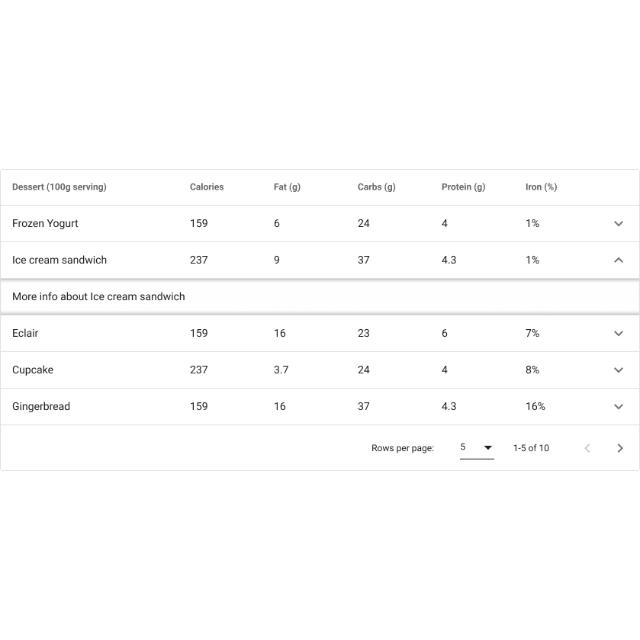 Dessert (100g serving) Calories Fat (g) Carbs (g) Protein (g) Iron (%)
Frozen Yogurt 159 6 24 4 1%
Ice cream sandwich 237 9 37 4.3 1%
More info about Ice cream sandwich
Eclair 159 16 23 6 7%
Cupcake 237 3.7 24 4 8%
Gingerbread 159 16 37 4.3 16%
Rows per page: 5 1-5 of 10